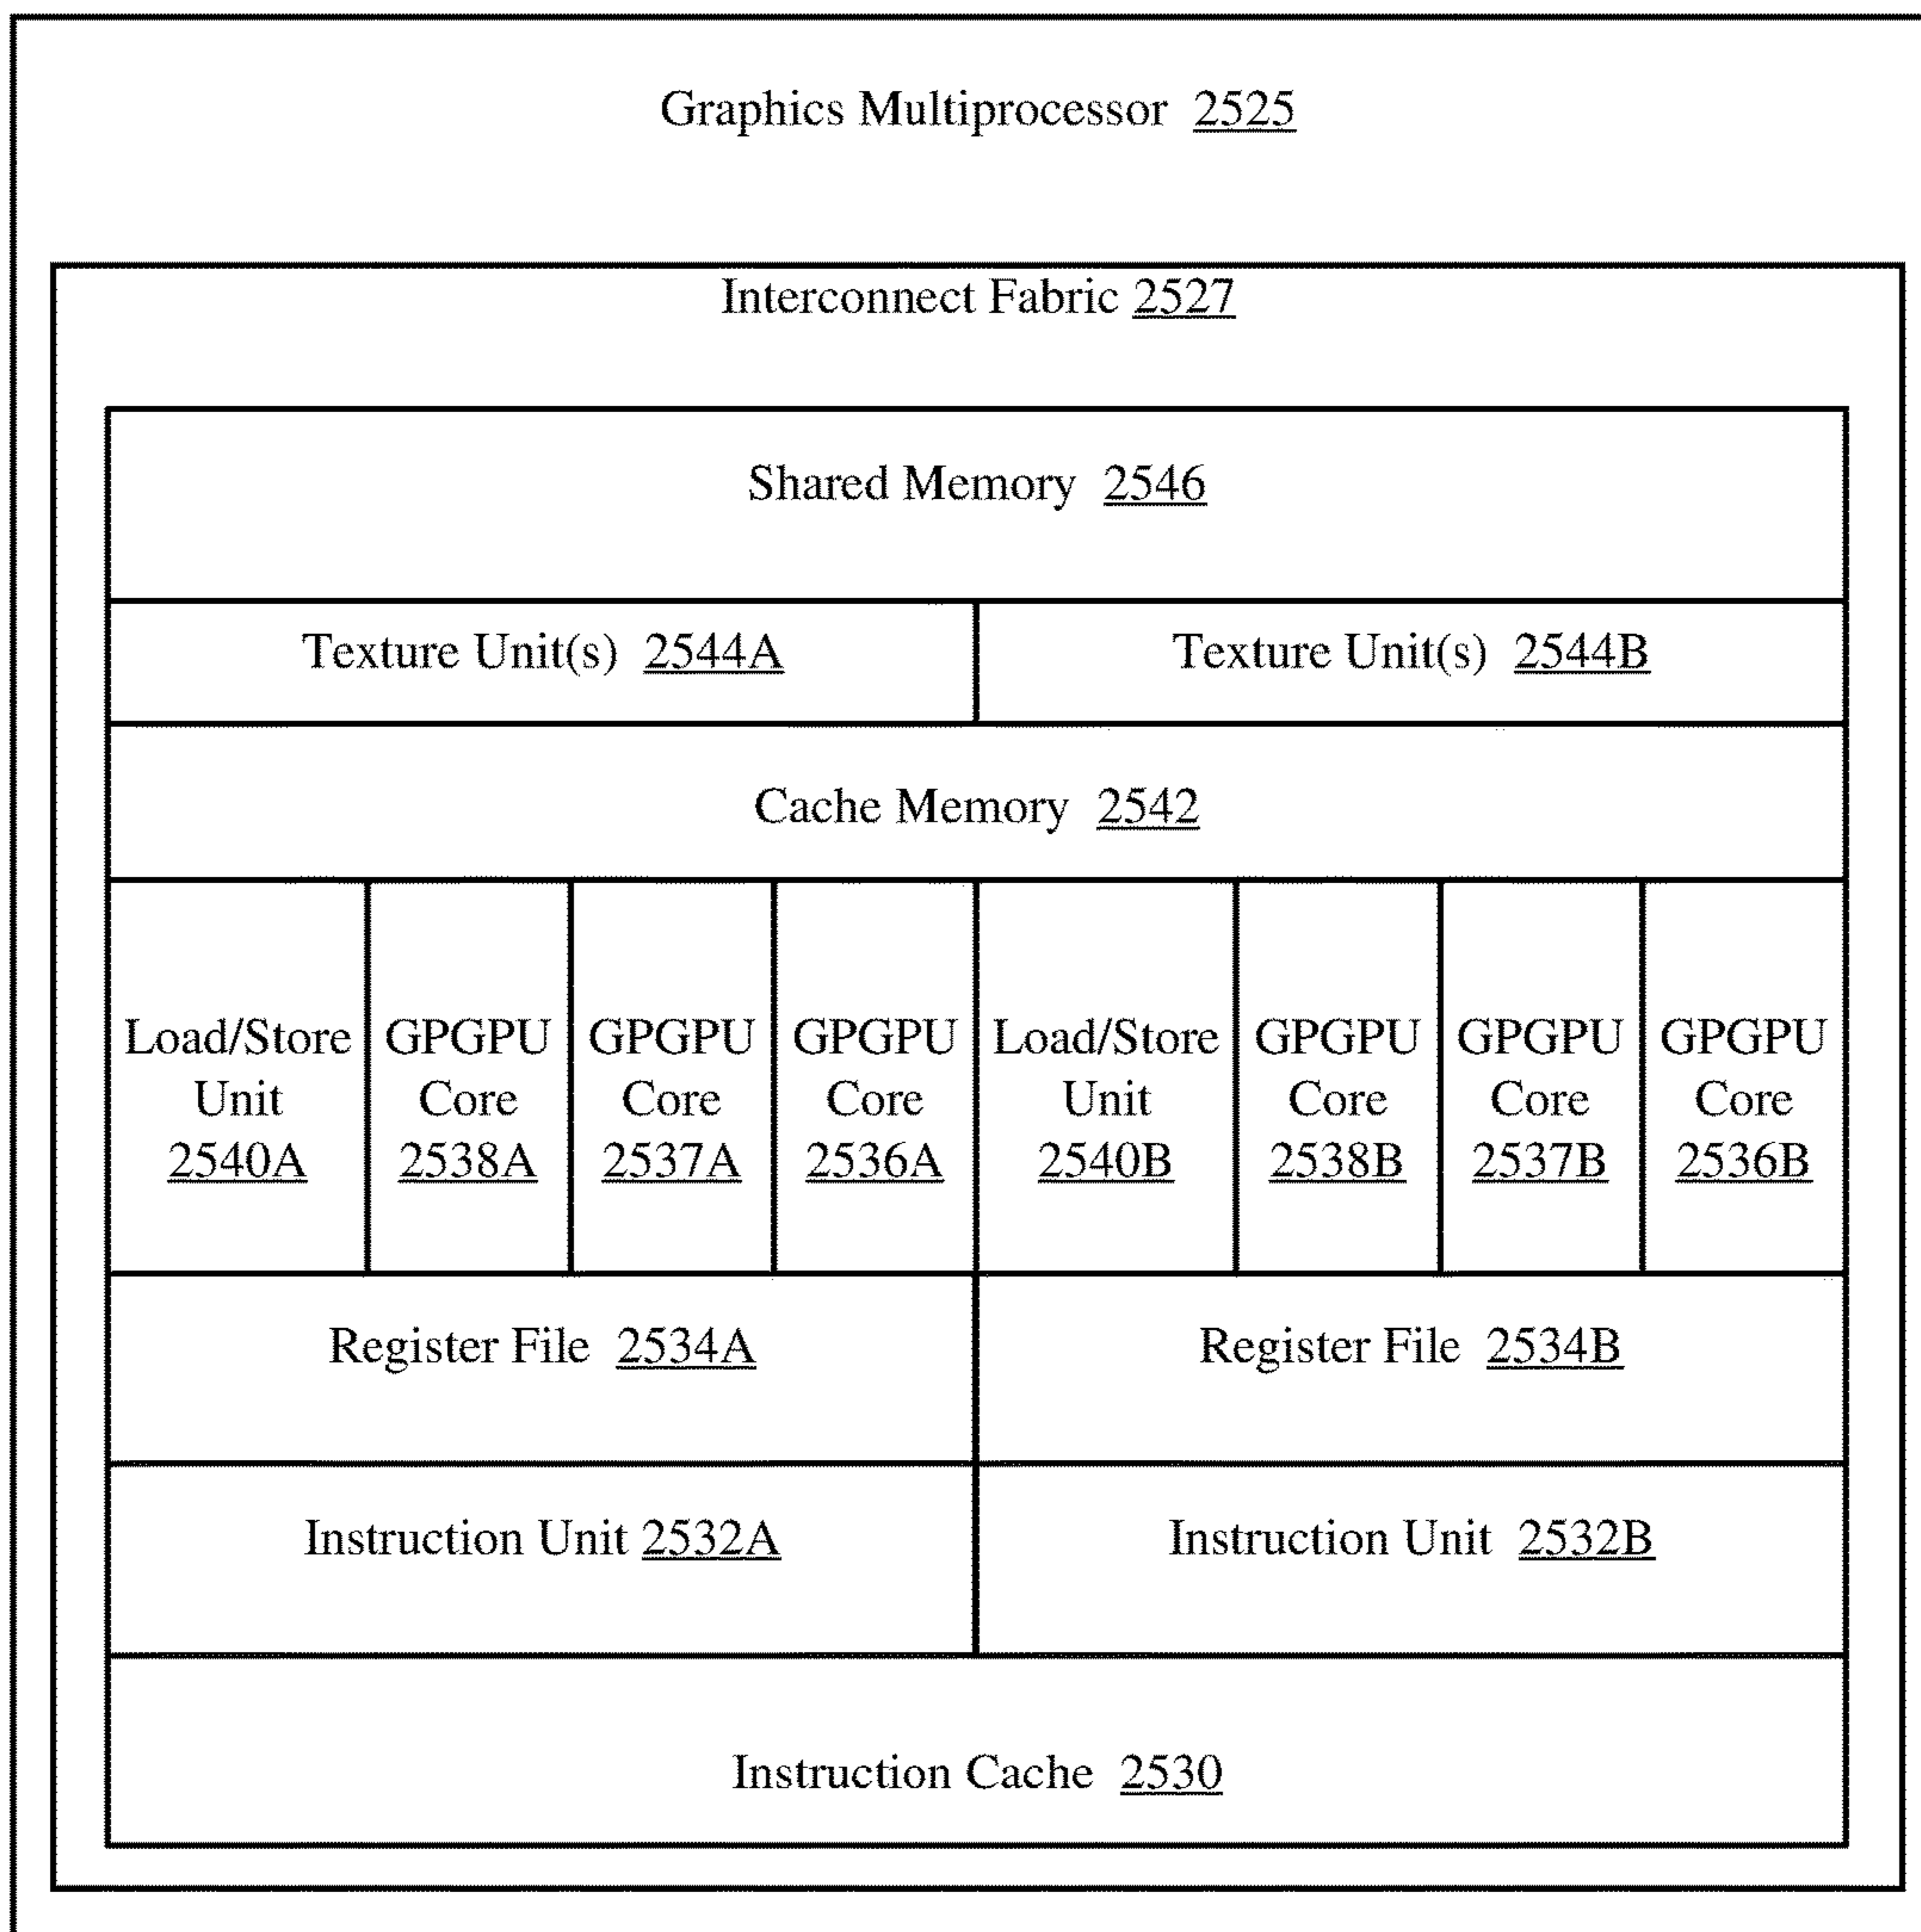 Graphics Multiprocessor 2525
Interconnect Fabric 2527
Shared Memory 2546
Texture Unit(s) 2544A
Texture Unit(s) 2544B
Cache Memory 2542
Load/Store
Unit
2540A
GPGPU
Core
2538A
GPGPU
Core
2537A
GPGPU
Core
2536A
Load/Store
Unit
2540B
GPGPU
Core
2538B
GPGPU
Core
2537B
GPGPU
Core
2536B
Register File 2534A
Register File 2534B
Instruction Unit 2532A
Instruction Unit 2532B
Instruction Cache 2530